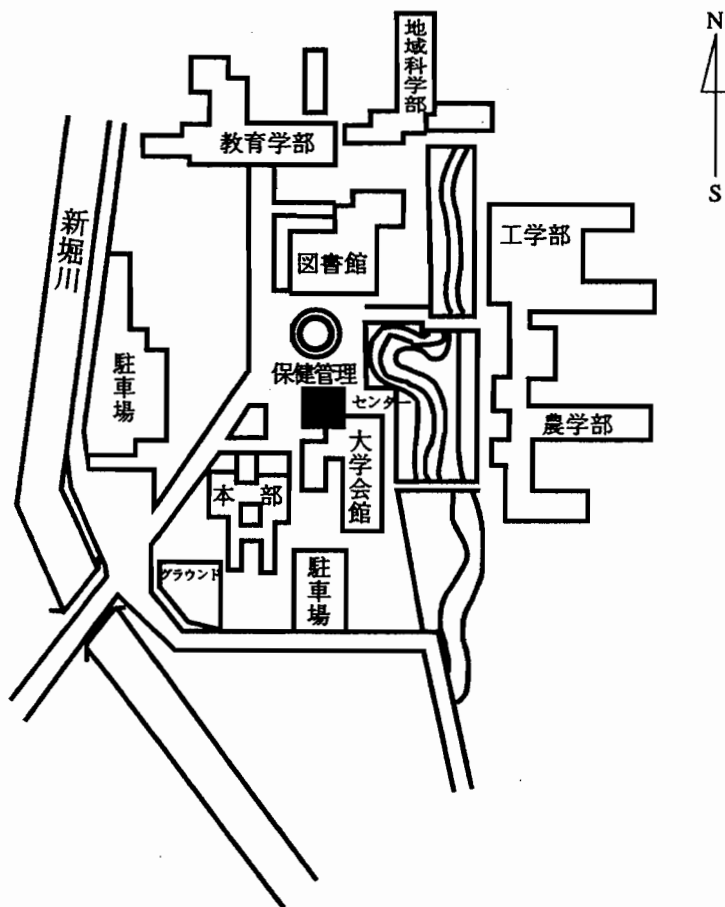 N
地域科学部
教育学部
新堀川
図書館
工学部
保健管理
センター
駐車場
農学部
大学会館
本部
グラウンド
駐車場
S